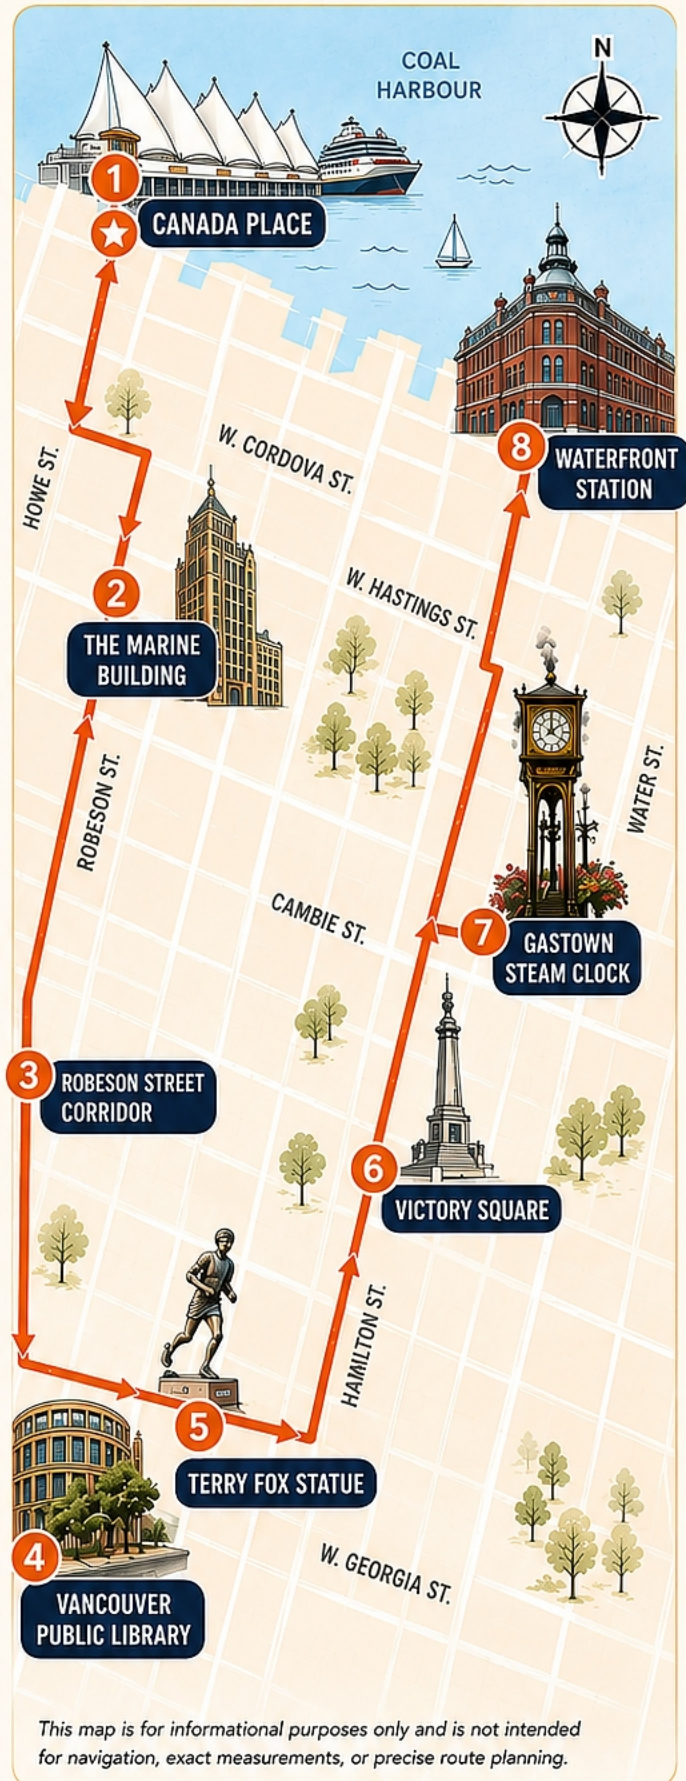 COAL
HARBOUR
N
1
CANADA PLACE
8
WATERFRONT
STATION
W. CORDOVA ST.
HOWE ST.
2
THE MARINE
BUILDING
W. HASTINGS ST.
ROBESON ST.
WATER ST.
CAMBIE ST.
7
GASTOWN
STEAM CLOCK
3
ROBESON STREET
CORRIDOR
6
VICTORY SQUARE
HAMILTON ST.
5
TERRY FOX STATUE
4
VANCOUVER
PUBLIC LIBRARY
W. GEORGIA ST.
This map is for informational purposes only and is not intended
for navigation, exact measurements, or precise route planning.